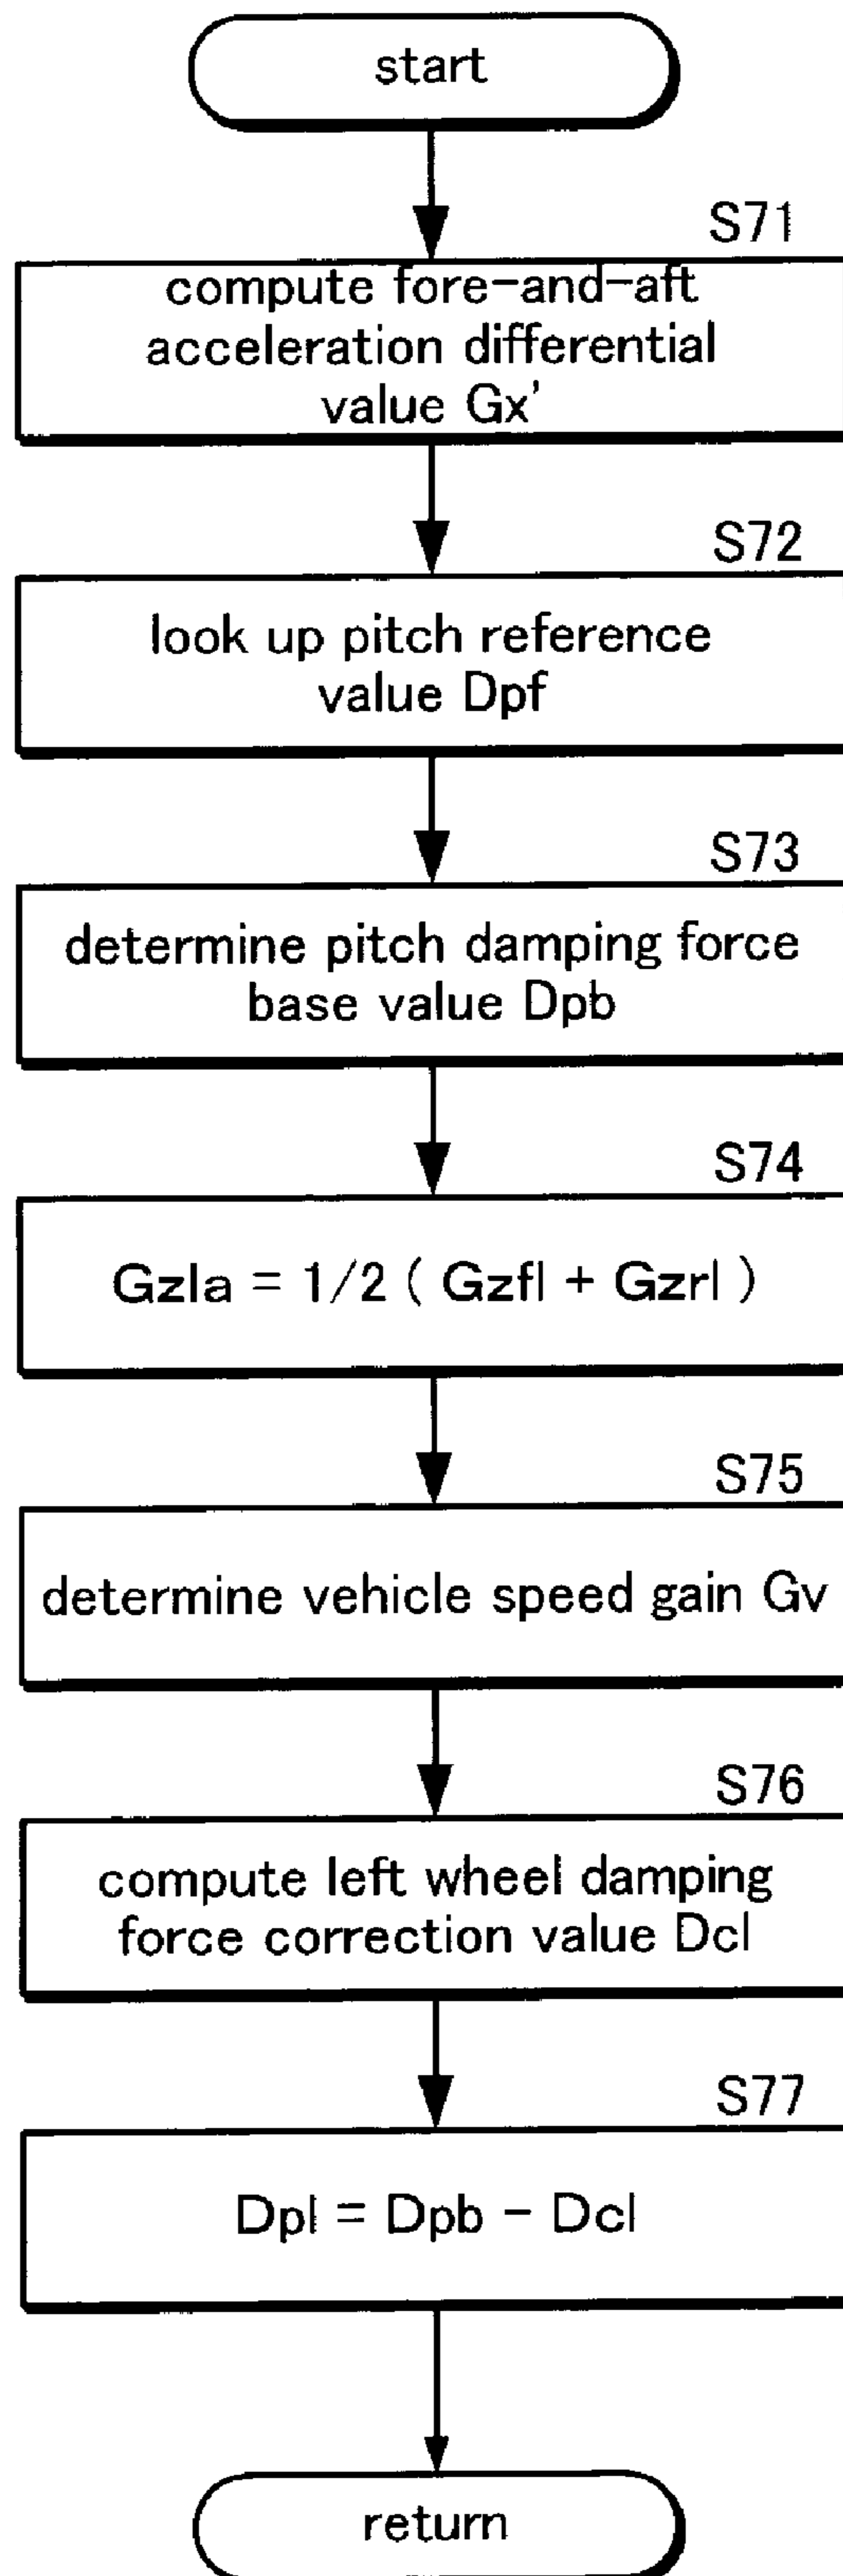 start
S71
compute fore-and-aft
acceleration differential
value Gx'
S72
look up pitch reference
value Dpf
S73
determine pitch damping force
base value Dpb
S74
Gzla = 1/2 ( Gzfl + Gzrl )
S75
determine vehicle speed gain Gv
S76
compute left wheel damping
force correction value Dcl
S77
Dpl = Dpb - Dcl
return